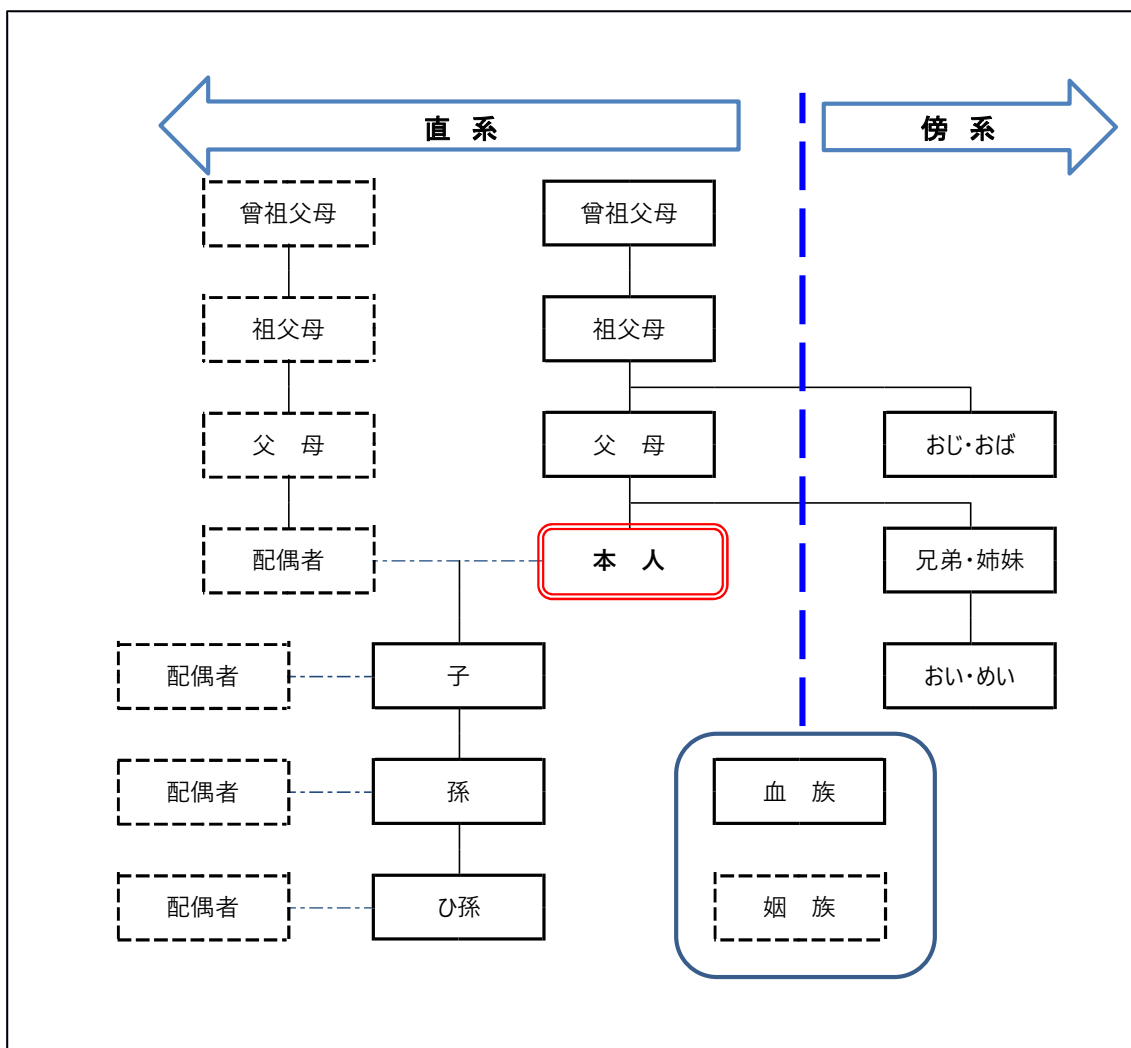 直 系
傍 系
曾祖父母
曾祖父母
祖父母
祖父母
父 母
父 母
おじ・おば
配偶者
本 人
兄弟・姉妹
配偶者
子
おい・めい
配偶者
孫
血 族
配偶者
ひ孫
姻 族